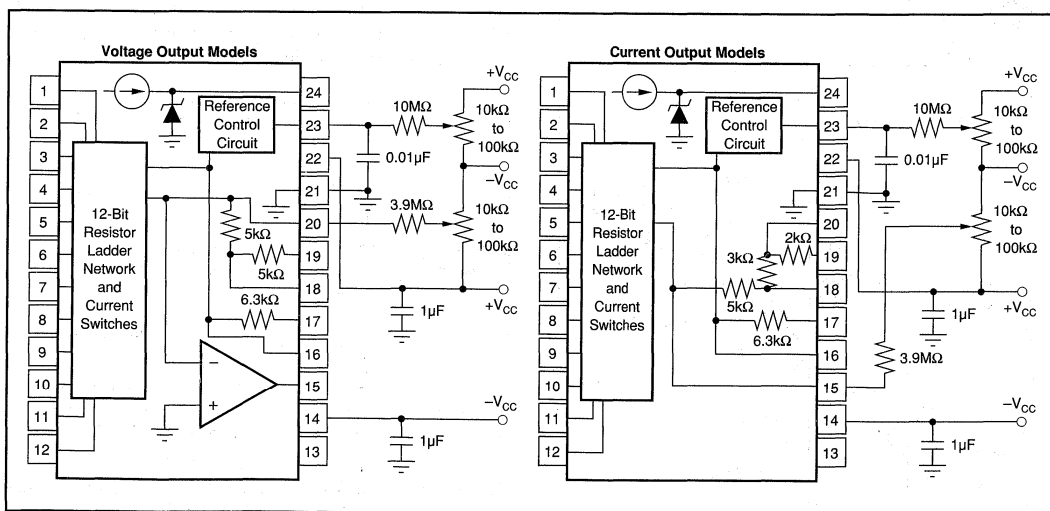 Voltage Output Models
1
2
3
4
5
6
7
8
9
10
11
12
12-Bit
Resistor
Ladder
Network
and
Current
Switches
Reference
Control
Circuit
5kΩ
5kΩ
6.3kΩ
−
+
24
23
22
21
20
19
18
17
16
15
14
13
10MΩ
0.01µF
3.9MΩ
+VCC
10kΩ
to
100kΩ
−VCC
10kΩ
to
100kΩ
+VCC
1µF
−VCC
1µF
Current Output Models
1
2
3
4
5
6
7
8
9
10
11
12
12-Bit
Resistor
Ladder
Network
and
Current
Switches
Reference
Control
Circuit
2kΩ
3kΩ
5kΩ
6.3kΩ
24
23
22
21
20
19
18
17
16
15
14
13
10MΩ
0.01µF
+VCC
10kΩ
to
100kΩ
−VCC
10kΩ
to
100kΩ
+VCC
1µF
3.9MΩ
−VCC
1µF